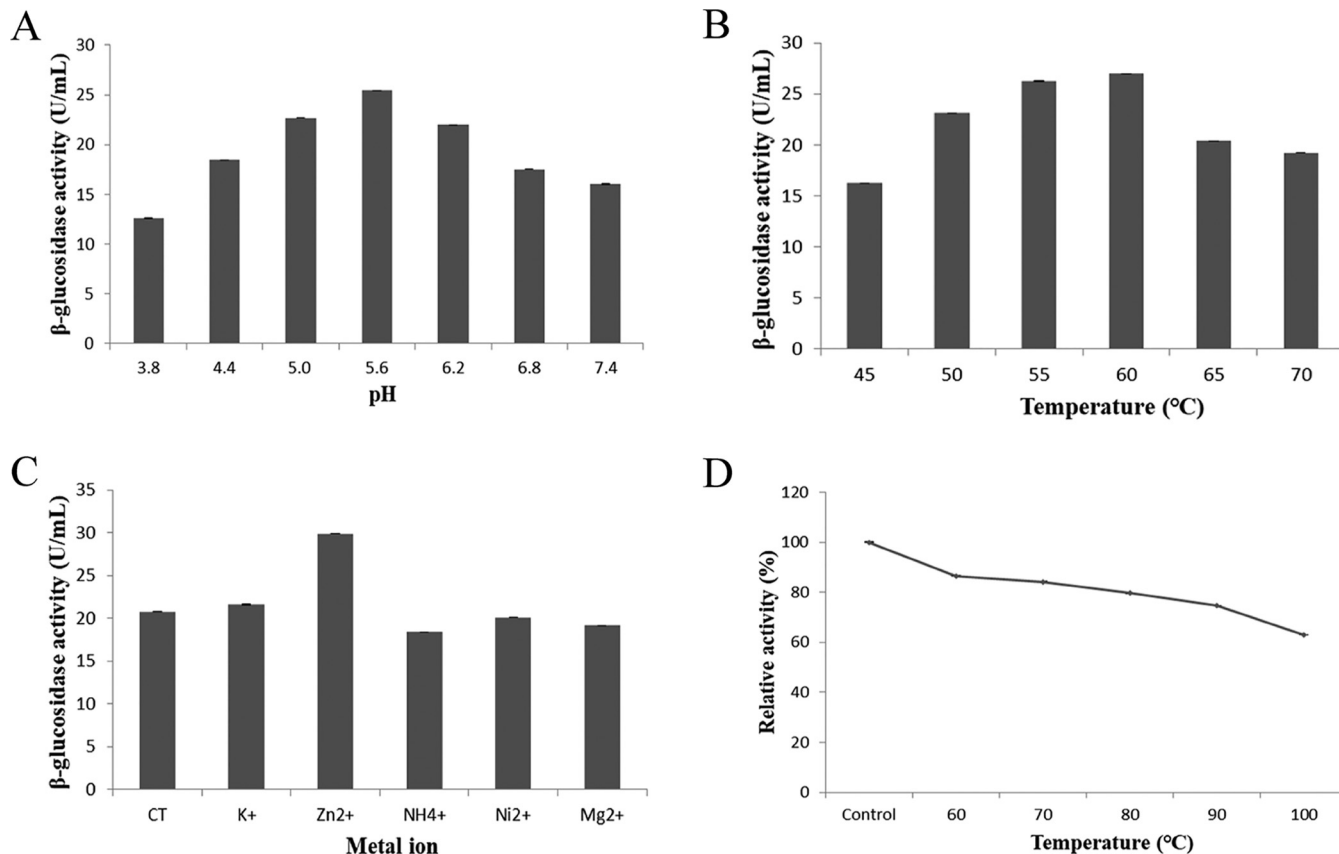 A
β-glucosidase activity (U/mL)
30
25
20
15
10
5
0
3.8 4.4 5.0 5.6 6.2 6.8 7.4
pH
B
β-glucosidase activity (U/mL)
30
25
20
15
10
5
0
45 50 55 60 65 70
Temperature (°C)
C
β-glucosidase activity (U/mL)
35
30
25
20
15
10
5
0
CT K+ Zn2+ NH4+ Ni2+ Mg2+
Metal ion
D
Relative activity (%)
120
100
80
60
40
20
0
Control 60 70 80 90 100
Temperature (°C)